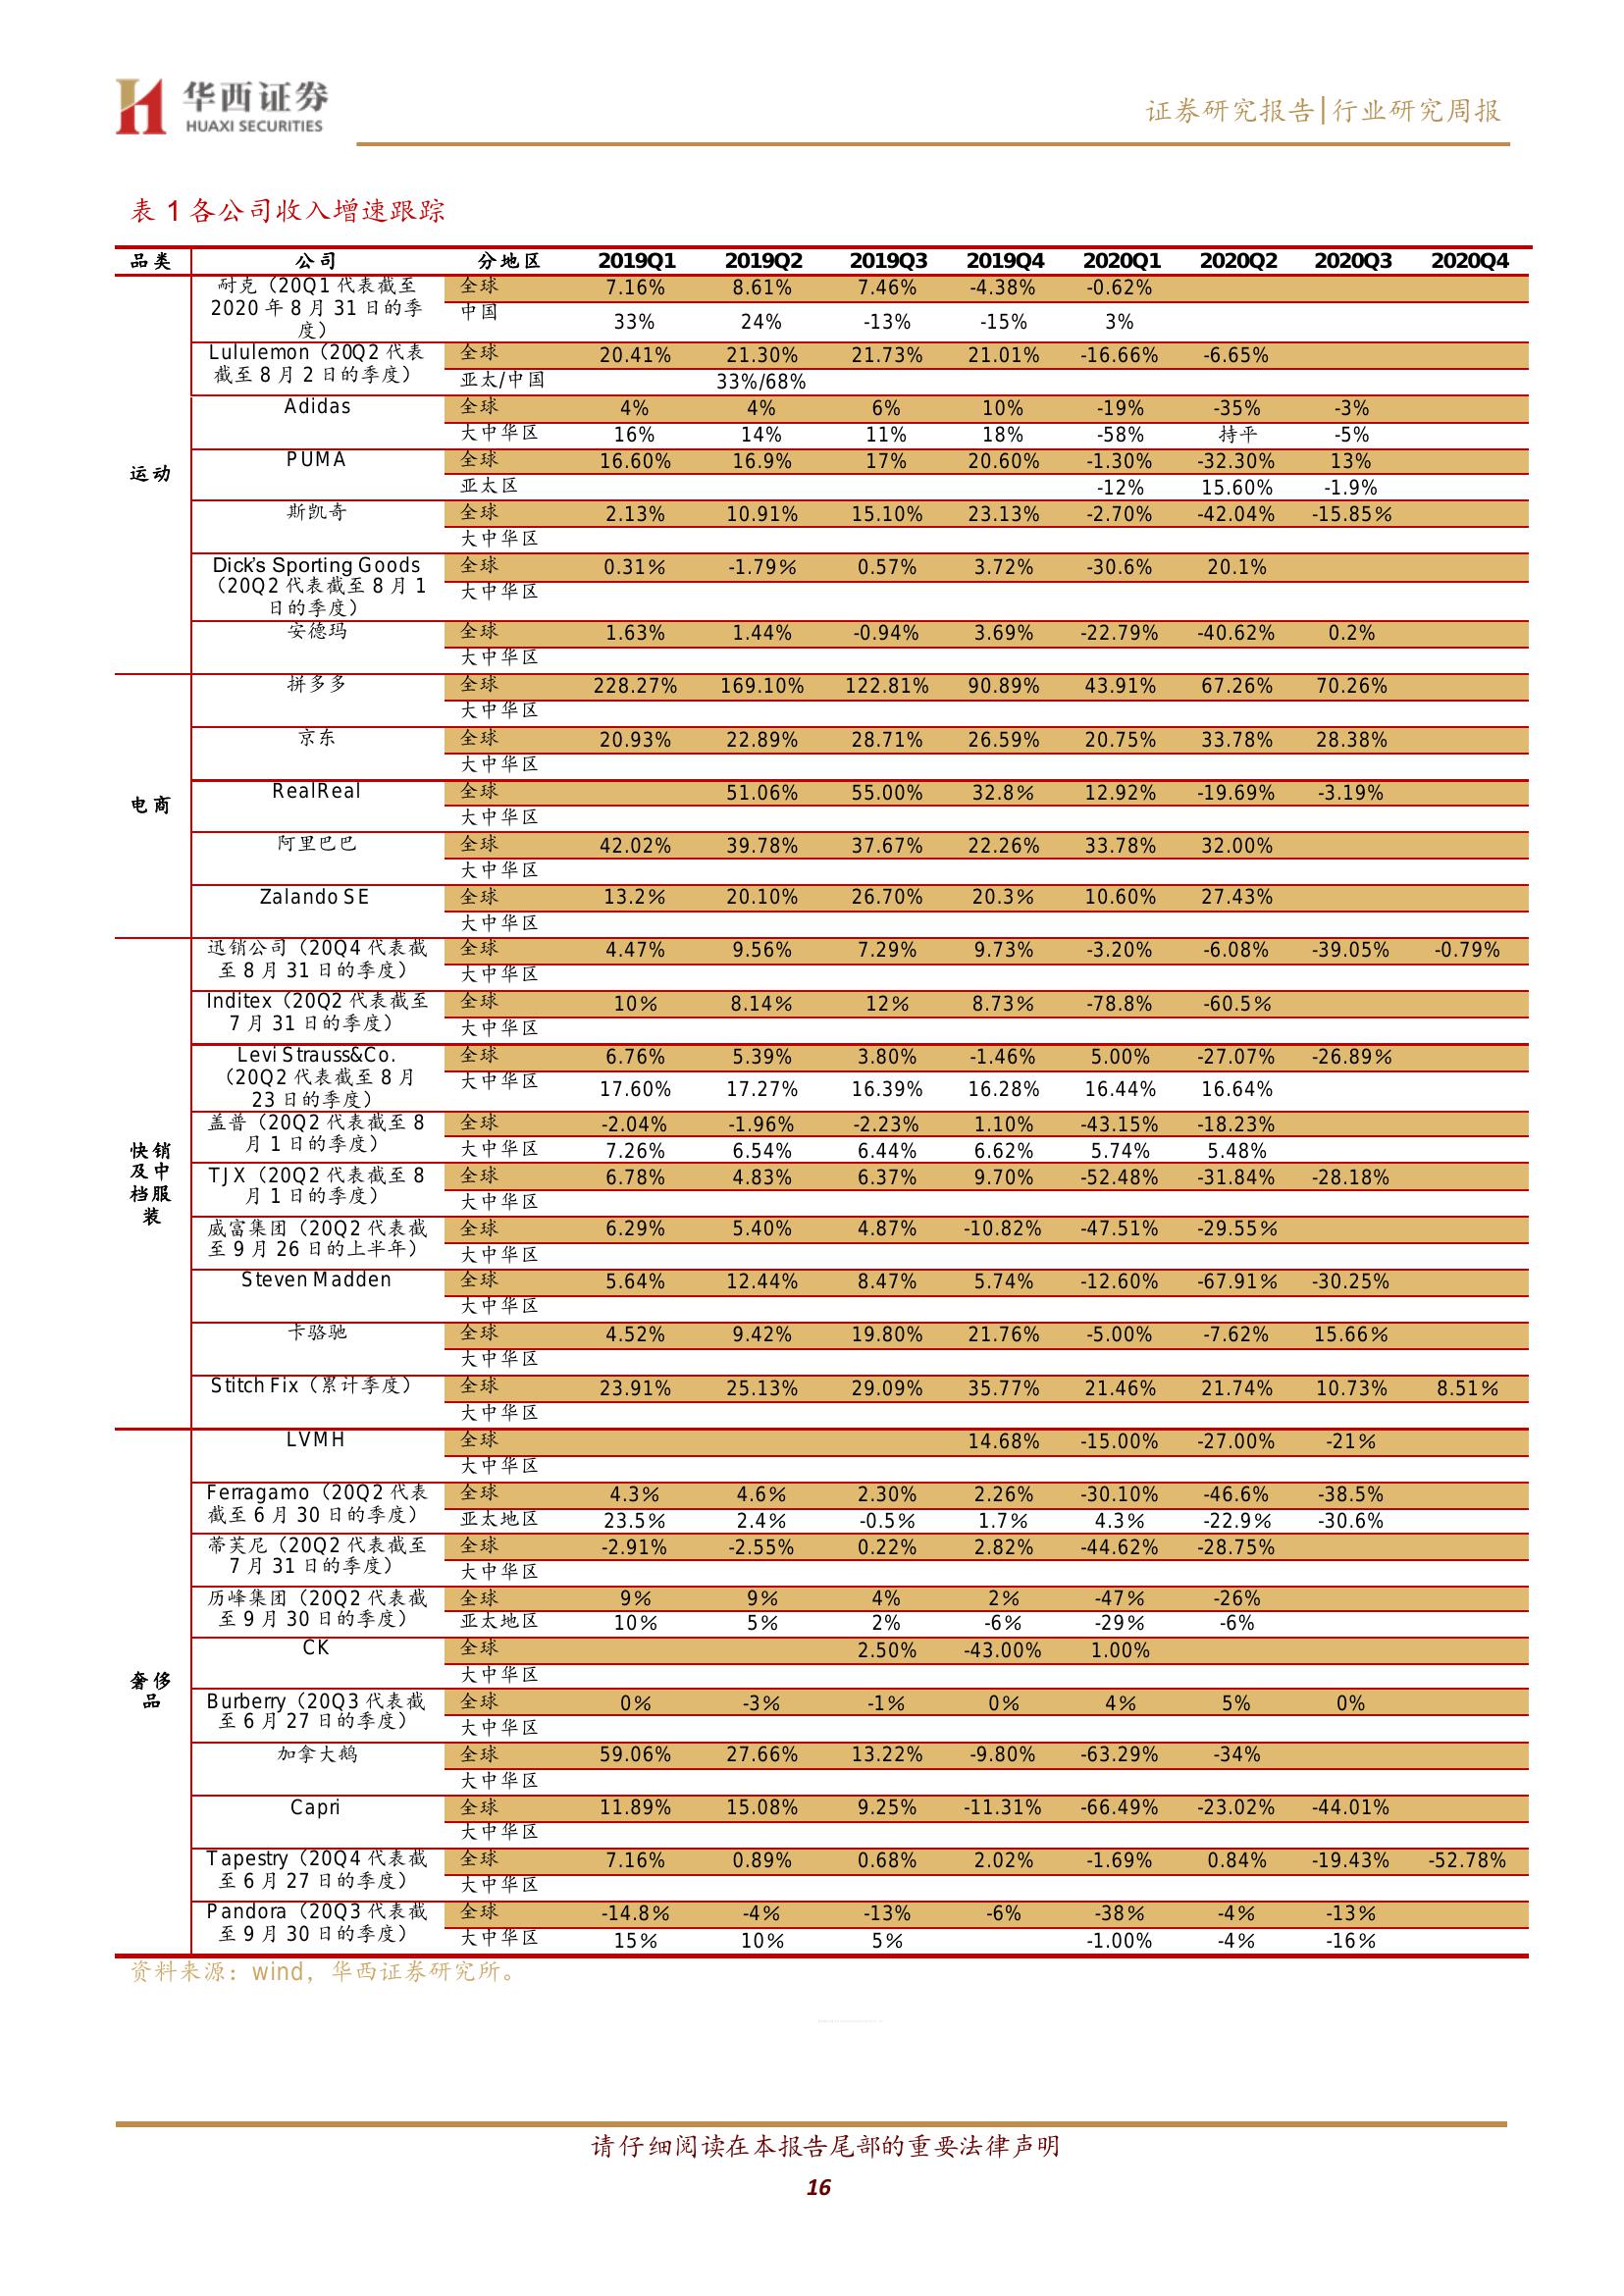 华西证券
HUAXI SECURITIES
证券研究报告|行业研究周报
表 1 各公司收入增速跟踪
品类 公司 分地区 2019Q1 2019Q2 2019Q3 2019Q4 2020Q1 2020Q2 2020Q3 2020Q4
运动
耐克（20Q1 代表截至
2020 年 8 月 31 日的季
度）
全球 7.16% 8.61% 7.46% -4.38% -0.62%
中国 33% 24% -13% -15% 3%
Lululemon（20Q2 代表
截至 8 月 2 日的季度）
全球 20.41% 21.30% 21.73% 21.01% -16.66% -6.65%
亚太/中国 33%/68%
Adidas
全球 4% 4% 6% 10% -19% -35% -3%
大中华区 16% 14% 11% 18% -58% 持平 -5%
PUMA
全球 16.60% 16.9% 17% 20.60% -1.30% -32.30% 13%
亚太区 -12% 15.60% -1.9%
斯凯奇
全球 2.13% 10.91% 15.10% 23.13% -2.70% -42.04% -15.85%
大中华区
Dick’s Sporting Goods
（20Q2 代表截至 8 月 1
日的季度）
全球 0.31% -1.79% 0.57% 3.72% -30.6% 20.1%
大中华区
安德玛
全球 1.63% 1.44% -0.94% 3.69% -22.79% -40.62% 0.2%
大中华区
电商
拼多多
全球 228.27% 169.10% 122.81% 90.89% 43.91% 67.26% 70.26%
大中华区
京东
全球 20.93% 22.89% 28.71% 26.59% 20.75% 33.78% 28.38%
大中华区
RealReal
全球 51.06% 55.00% 32.8% 12.92% -19.69% -3.19%
大中华区
阿里巴巴
全球 42.02% 39.78% 37.67% 22.26% 33.78% 32.00%
大中华区
Zalando SE
全球 13.2% 20.10% 26.70% 20.3% 10.60% 27.43%
大中华区
快销
及中
档服
装
迅销公司（20Q4 代表截
至 8 月 31 日的季度）
全球 4.47% 9.56% 7.29% 9.73% -3.20% -6.08% -39.05% -0.79%
大中华区
Inditex（20Q2 代表截至
7 月 31 日的季度）
全球 10% 8.14% 12% 8.73% -78.8% -60.5%
大中华区
Levi Strauss&Co.
（20Q2 代表截至 8 月
23 日的季度）
全球 6.76% 5.39% 3.80% -1.46% 5.00% -27.07% -26.89%
大中华区 17.60% 17.27% 16.39% 16.28% 16.44% 16.64%
盖普（20Q2 代表截至 8
月 1 日的季度）
全球 -2.04% -1.96% -2.23% 1.10% -43.15% -18.23%
大中华区 7.26% 6.54% 6.44% 6.62% 5.74% 5.48%
TJX（20Q2 代表截至 8
月 1 日的季度）
全球 6.78% 4.83% 6.37% 9.70% -52.48% -31.84% -28.18%
大中华区
威富集团（20Q2 代表截
至 9 月 26 日的上半年）
全球 6.29% 5.40% 4.87% -10.82% -47.51% -29.55%
大中华区
Steven Madden
全球 5.64% 12.44% 8.47% 5.74% -12.60% -67.91% -30.25%
大中华区
卡骆驰
全球 4.52% 9.42% 19.80% 21.76% -5.00% -7.62% 15.66%
大中华区
Stitch Fix（累计季度）
全球 23.91% 25.13% 29.09% 35.77% 21.46% 21.74% 10.73% 8.51%
大中华区
奢侈
品
LVMH
全球 14.68% -15.00% -27.00% -21%
大中华区
Ferragamo（20Q2 代表
截至 6 月 30 日的季度）
全球 4.3% 4.6% 2.30% 2.26% -30.10% -46.6% -38.5%
亚太地区 23.5% 2.4% -0.5% 1.7% 4.3% -22.9% -30.6%
蒂芙尼（20Q2 代表截至
7 月 31 日的季度）
全球 -2.91% -2.55% 0.22% 2.82% -44.62% -28.75%
大中华区
历峰集团（20Q2 代表截
至 9 月 30 日的季度）
全球 9% 9% 4% 2% -47% -26%
亚太地区 10% 5% 2% -6% -29% -6%
CK
全球 2.50% -43.00% 1.00%
大中华区
Burberry（20Q3 代表截
至 6 月 27 日的季度）
全球 0% -3% -1% 0% 4% 5% 0%
大中华区
加拿大鹅
全球 59.06% 27.66% 13.22% -9.80% -63.29% -34%
大中华区
Capri
全球 11.89% 15.08% 9.25% -11.31% -66.49% -23.02% -44.01%
大中华区
Tapestry（20Q4 代表截
至 6 月 27 日的季度）
全球 7.16% 0.89% 0.68% 2.02% -1.69% 0.84% -19.43% -52.78%
大中华区
Pandora（20Q3 代表截
至 9 月 30 日的季度）
全球 -14.8% -4% -13% -6% -38% -4% -13%
大中华区 15% 10% 5% -1.00% -4% -16%
资料来源：wind，华西证券研究所。
请仔细阅读在本报告尾部的重要法律声明
16